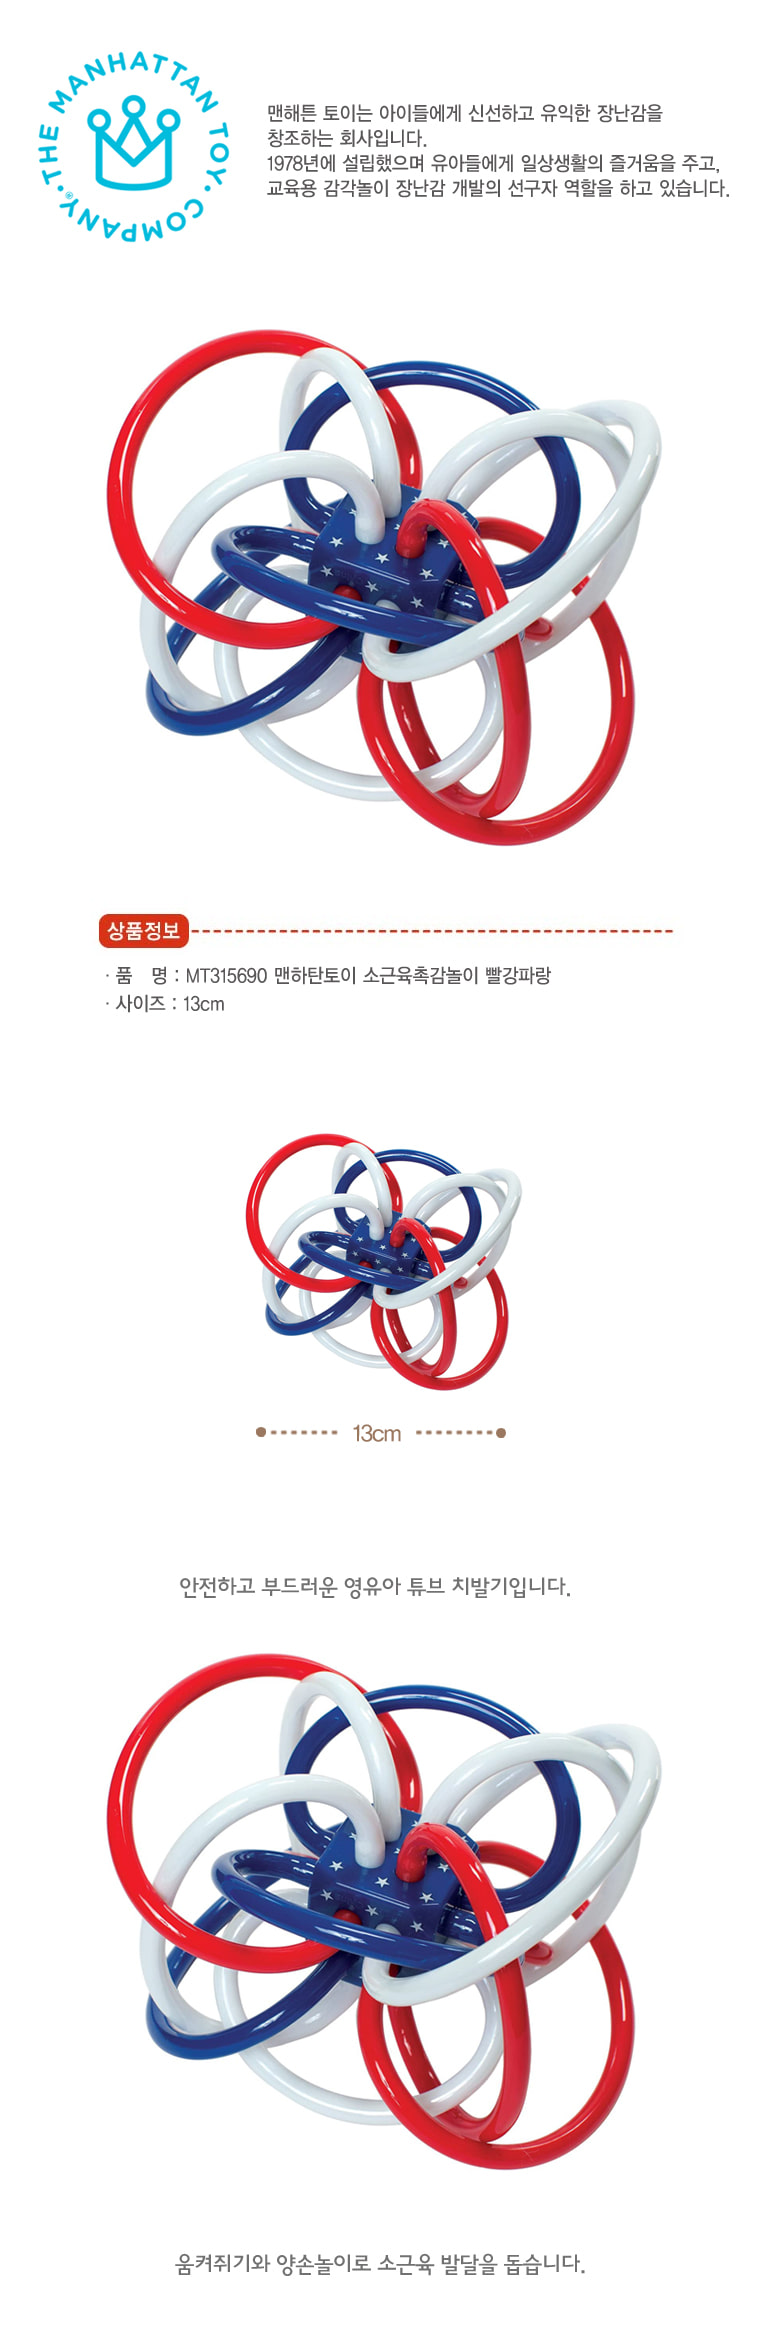 THE MANHATTAN TOY COMPANY®
맨해튼 토이는 아이들에게 신선하고 유익한 장난감을
창조하는 회사입니다.
1978년에 설립했으며 유아들에게 일상생활의 즐거움을 주고,
교육용 감각놀이 장난감 개발의 선구자 역할을 하고 있습니다.
상품정보
· 품 명 : MT315690 맨하탄토이 소근육촉감놀이 빨강파랑
· 사이즈 : 13cm
13cm
안전하고 부드러운 영유아 튜브 치발기입니다.
움켜쥐기와 양손놀이로 소근육 발달을 돕습니다.